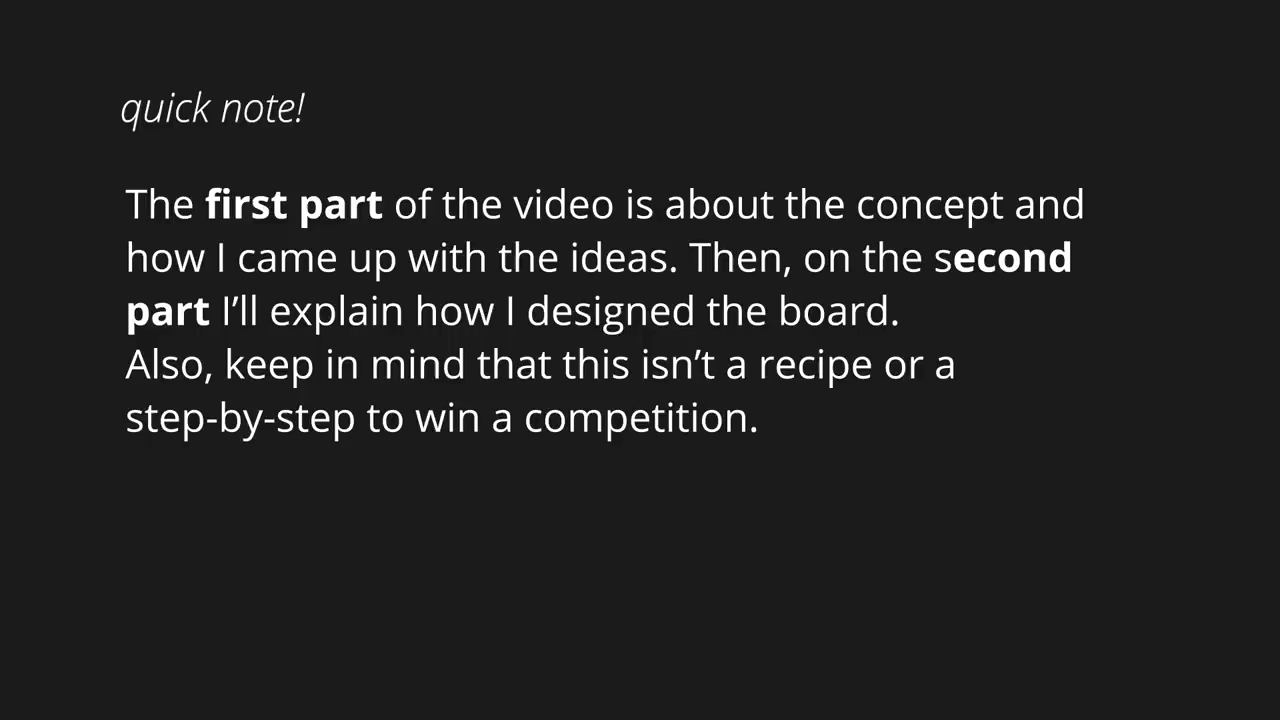 quick note!
The first part of the video is about the concept and
how I came up with the ideas. Then, on the second
part I’ll explain how I designed the board.
Also, keep in mind that this isn’t a recipe or a
step-by-step to win a competition.